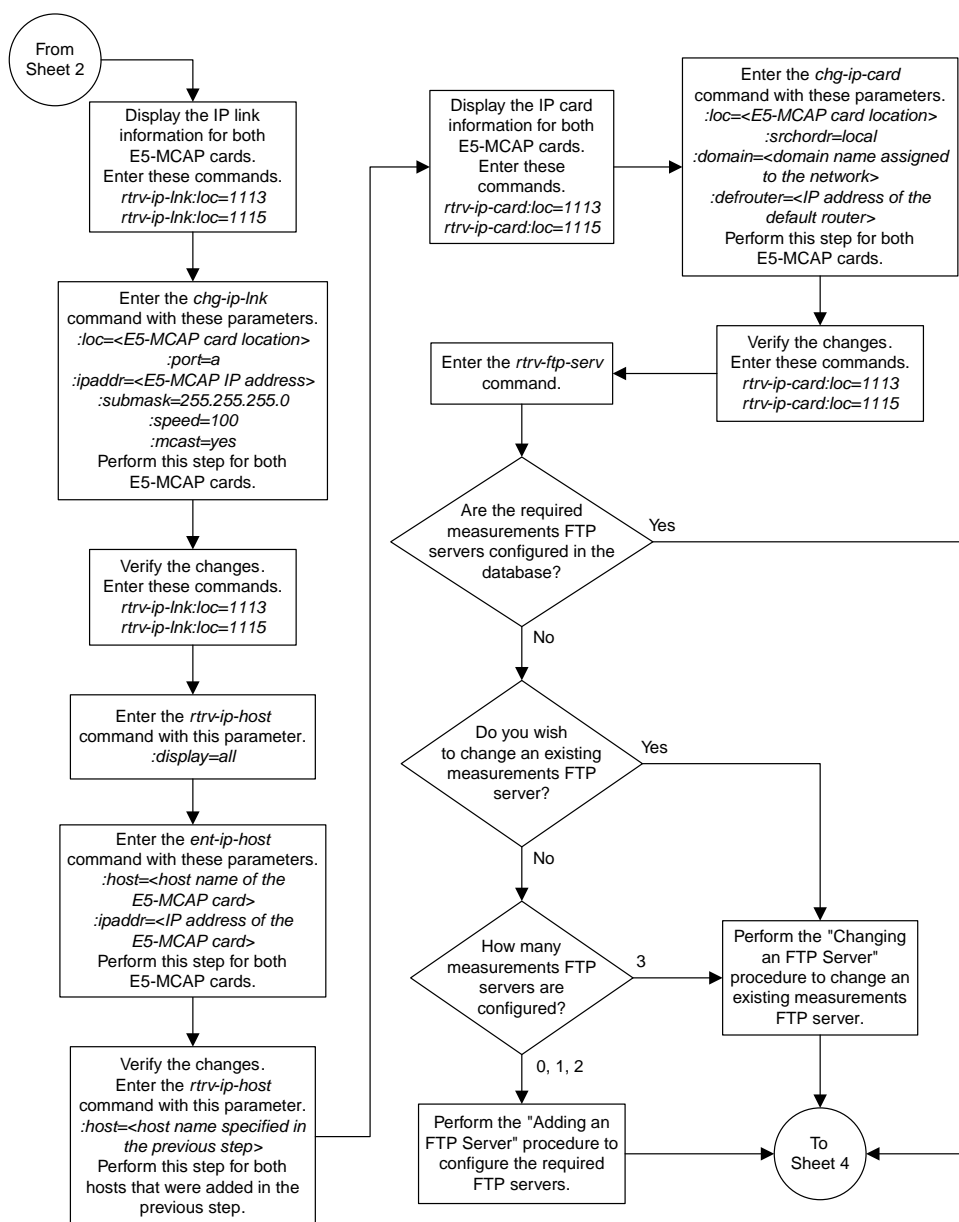 From
Sheet 2
Display the IP link
information for both
E5-MCAP cards.
Enter these commands.
rtrv-ip-lnk:loc=1113
rtrv-ip-lnk:loc=1115
Enter the chg-ip-lnk
command with these parameters.
:loc=<E5-MCAP card location>
:port=a
:ipaddr=<E5-MCAP IP address>
:submask=255.255.255.0
:speed=100
:mcast=yes
Perform this step for both
E5-MCAP cards.
Verify the changes.
Enter these commands.
rtrv-ip-lnk:loc=1113
rtrv-ip-lnk:loc=1115
Enter the rtrv-ip-host
command with this parameter.
:display=all
Enter the ent-ip-host
command with these parameters.
:host=<host name of the
E5-MCAP card>
:ipaddr=<IP address of the
E5-MCAP card>
Perform this step for both
E5-MCAP cards.
Verify the changes.
Enter the rtrv-ip-host
command with this parameter.
:host=<host name specified in
the previous step>
Perform this step for both
hosts that were added in the
previous step.
Display the IP card
information for both
E5-MCAP cards.
Enter these
commands.
rtrv-ip-card:loc=1113
rtrv-ip-card:loc=1115
Enter the chg-ip-card
command with these parameters.
:loc=<E5-MCAP card location>
:srchordr=local
:domain=<domain name assigned
to the network>
:defrouter=<IP address of the
default router>
Perform this step for both
E5-MCAP cards.
Verify the changes.
Enter these commands.
rtrv-ip-card:loc=1113
rtrv-ip-card:loc=1115
Enter the rtrv-ftp-serv
command.
Are the required
measurements FTP
servers configured in the
database?
Yes
No
Do you wish
to change an existing
measurements FTP
server?
Yes
No
How many
measurements FTP
servers are
configured?
3
0, 1, 2
Perform the "Changing
an FTP Server"
procedure to change an
existing measurements
FTP server.
Perform the "Adding an
FTP Server" procedure to
configure the required
FTP servers.
To
Sheet 4